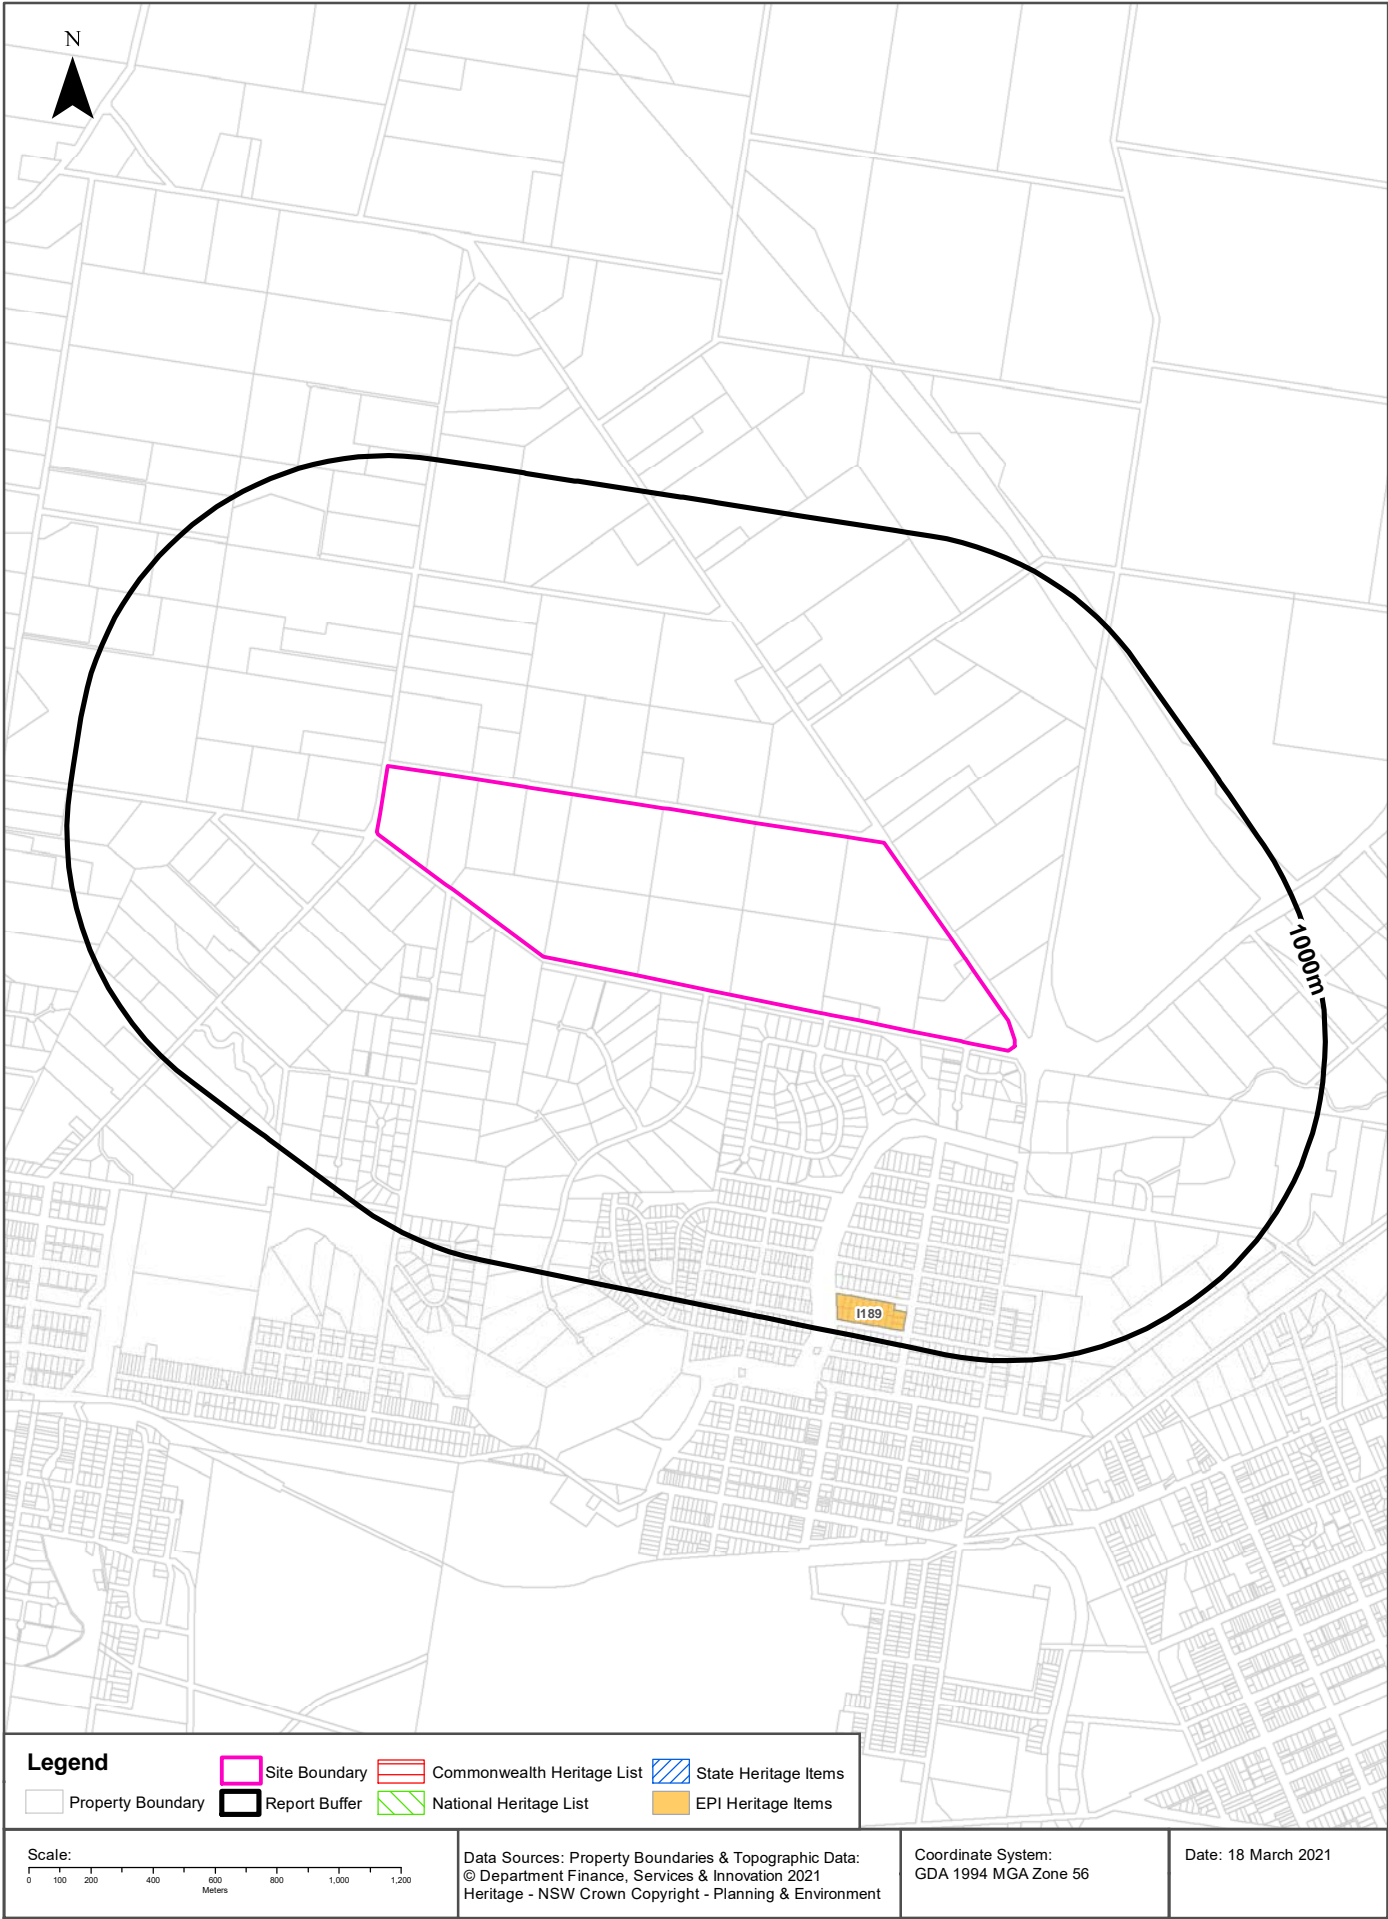 N
1000m
I189
Legend
Property Boundary
Site Boundary
Report Buffer
Commonwealth Heritage List
National Heritage List
State Heritage Items
EPI Heritage Items
Scale:
0 100 200 400 600 800 1,000 1,200
Meters
Data Sources: Property Boundaries & Topographic Data:
© Department Finance, Services & Innovation 2021
Heritage - NSW Crown Copyright - Planning & Environment
Coordinate System:
GDA 1994 MGA Zone 56
Date: 18 March 2021